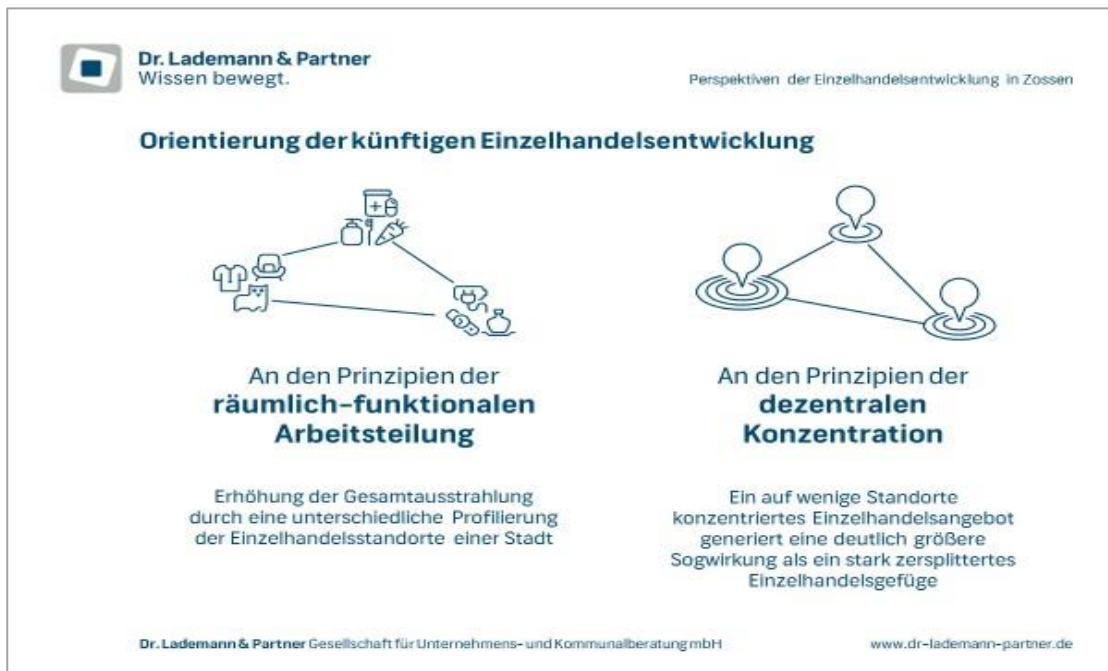 Dr. Lademann & Partner
Wissen bewegt.
Perspektiven der Einzelhandelsentwicklung in Zossen
Orientierung der künftigen Einzelhandelsentwicklung
An den Prinzipien der
räumlich-funktionalen
Arbeitsteilung
Erhöhung der Gesamtausstrahlung
durch eine unterschiedliche Profilierung
der Einzelhandelsstandorte einer Stadt
An den Prinzipien der
dezentralen
Konzentration
Ein auf wenige Standorte
konzentriertes Einzelhandelsangebot
generiert eine deutlich größere
Sogwirkung als ein stark zersplittertes
Einzelhandelsgefüge
Dr. Lademann & Partner Gesellschaft für Unternehmens- und Kommunalberatung mbH
www.dr-lademann-partner.de